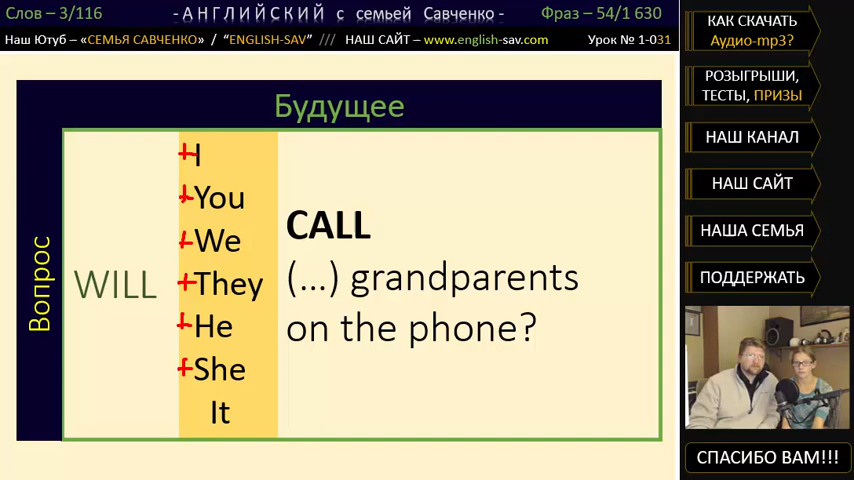 Слов – 3/116
- АНГЛИЙСКИЙ с семьей Савченко -
Фраз – 54/1 630
Наш Ютуб – «СЕМЬЯ САВЧЕНКО» / "ENGLISH-SAV" /// НАШ САЙТ – www.english-sav.com
Урок № 1-031
Будущее
Вопрос
WILL
I
You
We
They
He
She
It
CALL
(...) grandparents
on the phone?
КАК СКАЧАТЬ
Аудио-mp3?
РОЗЫГРЫШИ,
ТЕСТЫ, ПРИЗЫ
НАШ КАНАЛ
НАШ САЙТ
НАША СЕМЬЯ
ПОДДЕРЖАТЬ
СПАСИБО ВАМ!!!